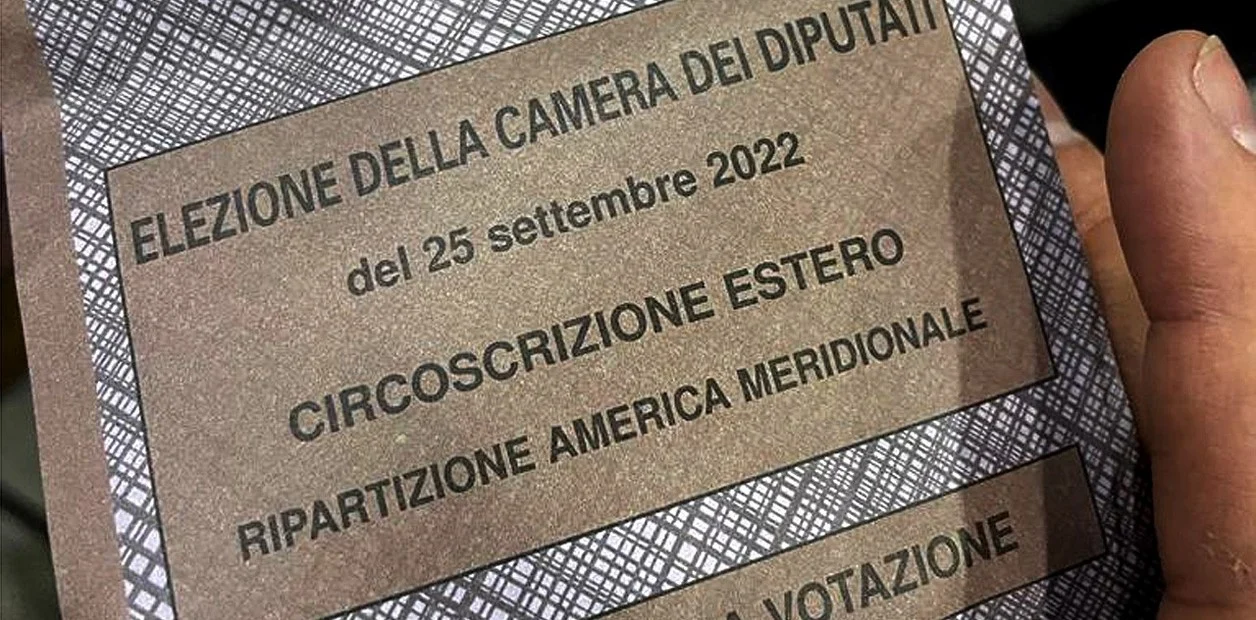 ELEZIONE DELLA CAMERA DEI DEPUTATI
del 25 settembre 2022
CIRCOSCRIZIONE ESTERO
RIPARTIZIONE AMERICA MERIDIONALE
VOTAZIONE